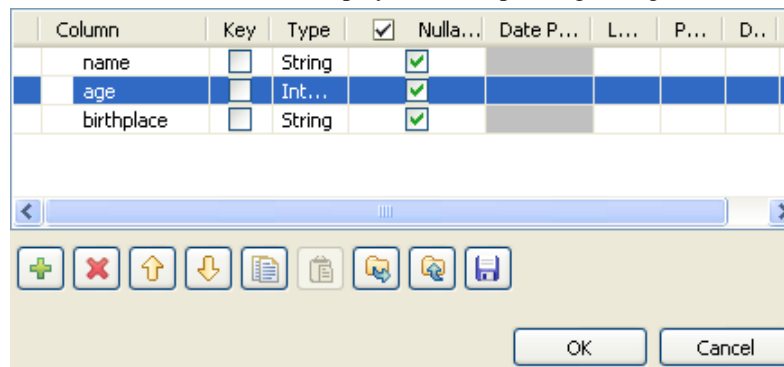 Column Key Type Nulla... Date P... L... P... D..
name String
age Int...
birthplace String
OK Cancel